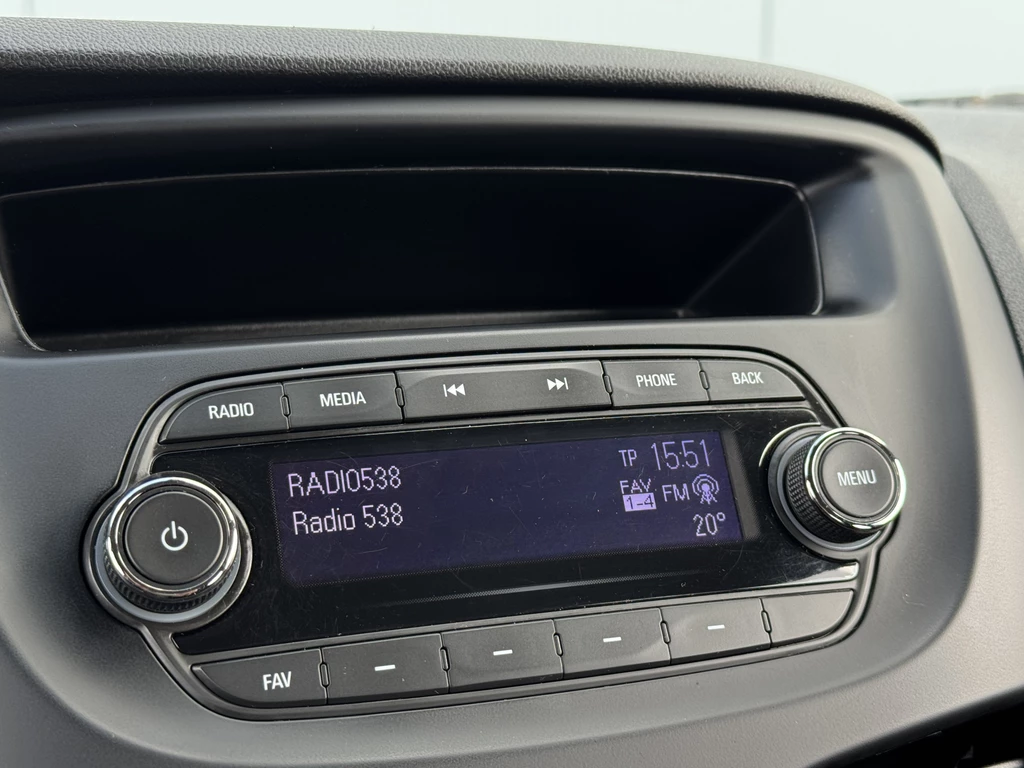 RADIO
MEDIA
PHONE
BACK
RADIO538
Radio 538
TP 15:51
FAV
1-4
FM
20°
MENU
FAV